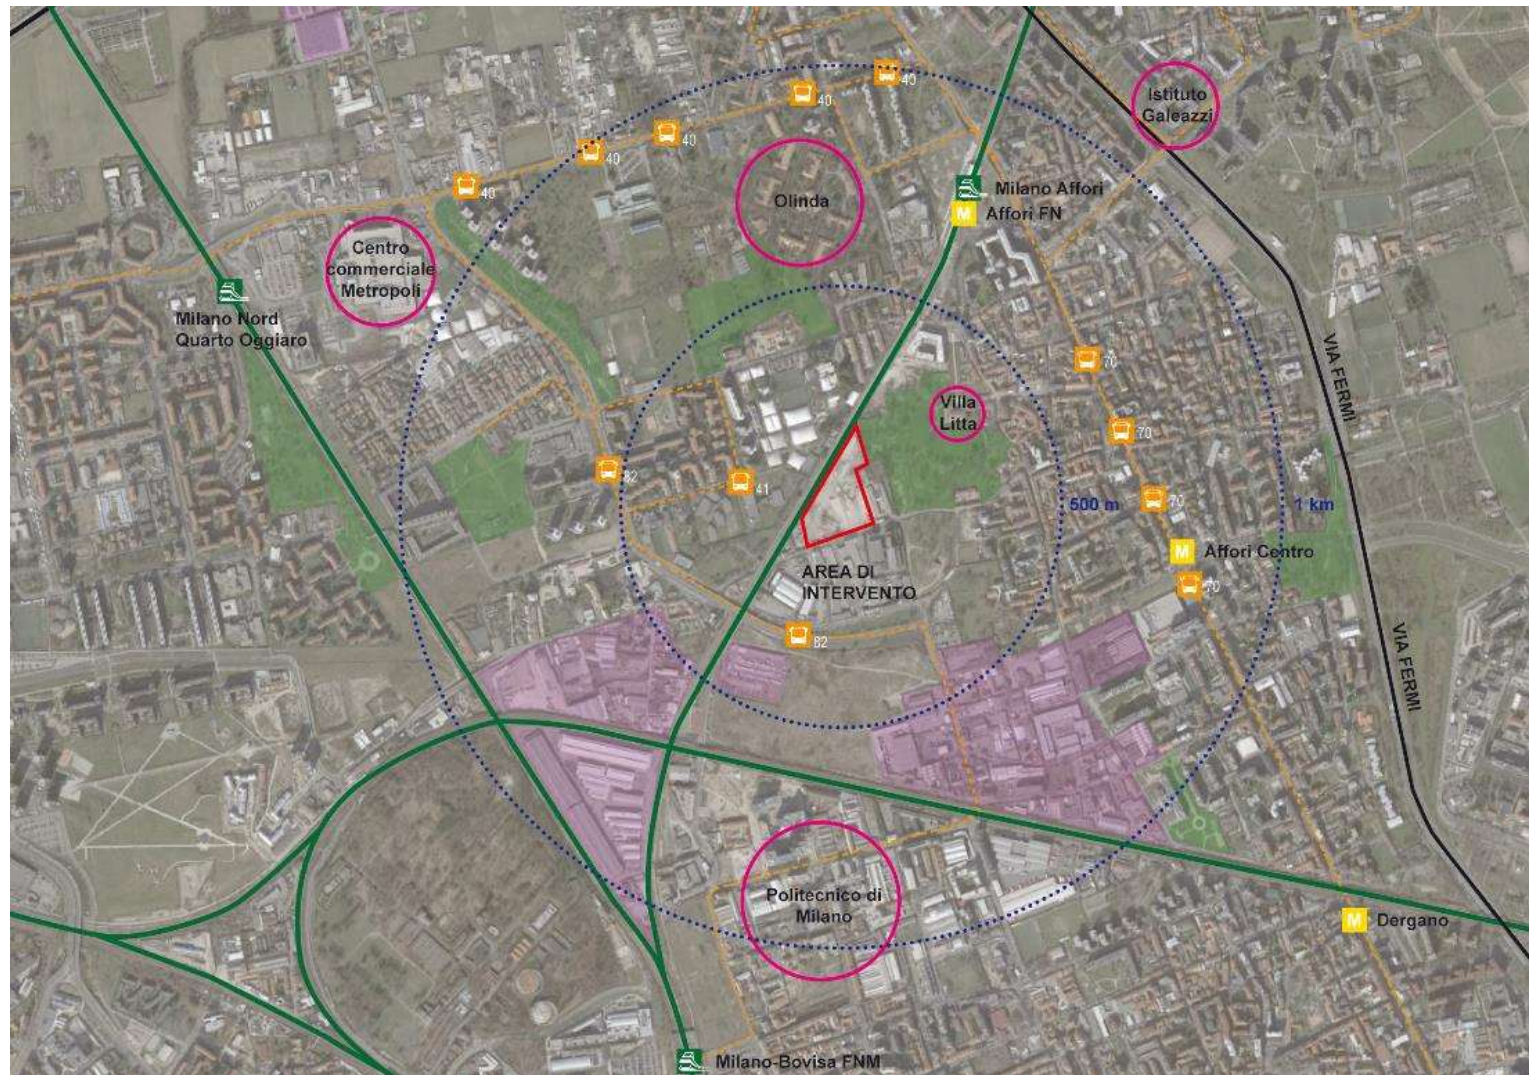 40
40
Istituto
Galeazzi
40
40
40
Milano Affori
Olinda
M Affori FN
Centro
commerciale
Metropoli
Milano Nord
Quarto Oggiaro
VIA FERMI
70
Villa
Litta
70
82
41
500 m
70
1 km
M Affori Centro
AREA DI
INTERVENTO
70
82
VIA FERMI
Politecnico di
Milano
M Dergano
Milano-Bovisa FNM